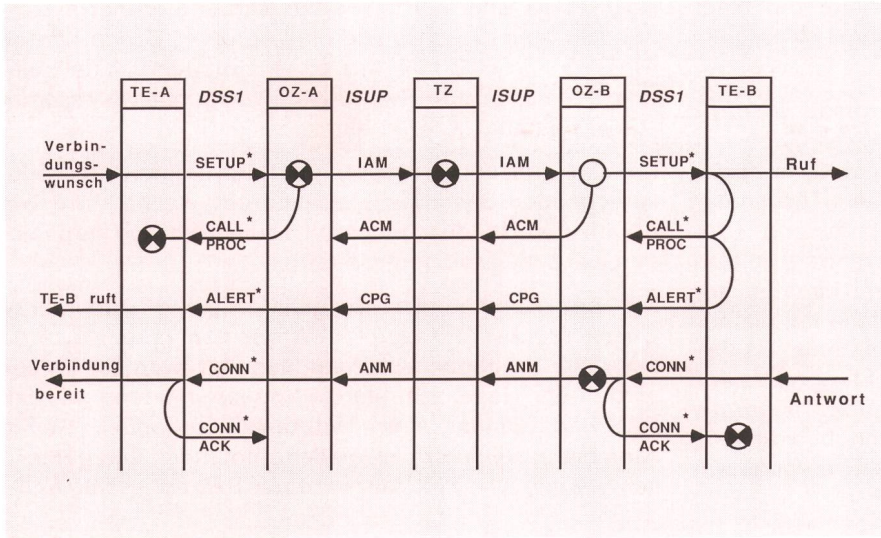 TE-A DSS1 OZ-A ISUP TZ ISUP OZ-B DSS1 TE-B
Verbin-
dungs-
wunsch
SETUP* IAM IAM SETUP* Ruf
CALL* ACM ACM CALL*
PROC PROC
TE-B ruft ALERT* CPG CPG ALERT*
Verbindung
bereit
CONN* ANM ANM CONN*
Antwort
CONN* CONN*
ACK ACK